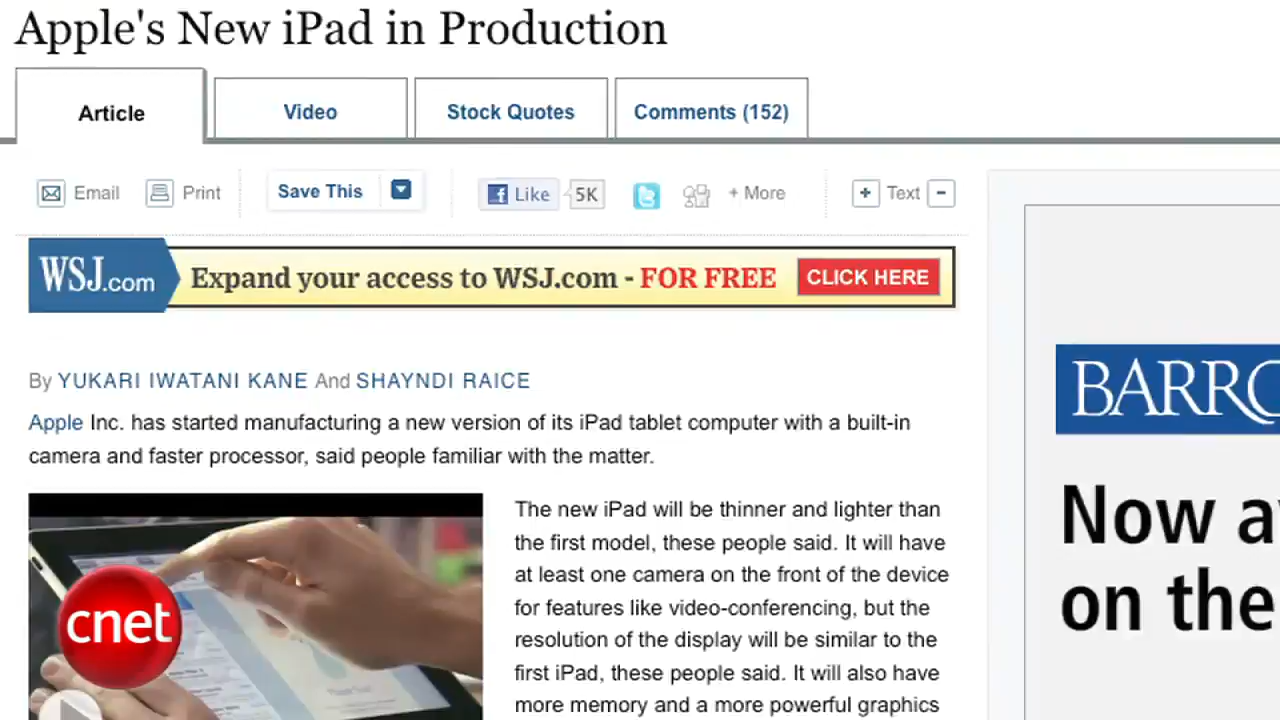 Apple's New iPad in Production
Article
Video
Stock Quotes
Comments (152)
Email
Print
Save This
Like
5K
+ More
+ Text -
WSJ.com
Expand your access to WSJ.com - FOR FREE
CLICK HERE
By YUKARI IWATANI KANE And SHAYNDI RAICE
Apple Inc. has started manufacturing a new version of its iPad tablet computer with a built-in
camera and faster processor, said people familiar with the matter.
The new iPad will be thinner and lighter than
the first model, these people said. It will have
at least one camera on the front of the device
for features like video-conferencing, but the
resolution of the display will be similar to the
first iPad, these people said. It will also have
more memory and a more powerful graphics
cnet
BARRO
Now a
on the